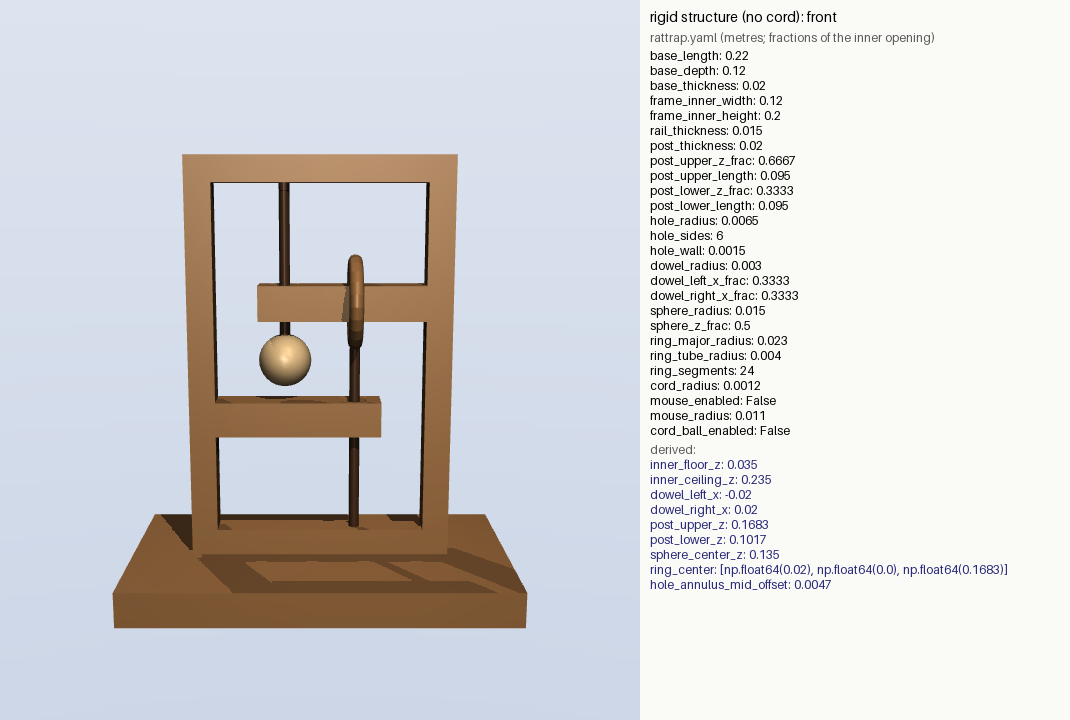 rigid structure (no cord): front
rattrap.yaml (metres; fractions of the inner opening)
base_length: 0.22
base_depth: 0.12
base_thickness: 0.02
frame_inner_width: 0.12
frame_inner_height: 0.2
rail_thickness: 0.015
post_thickness: 0.02
post_upper_z_frac: 0.6667
post_upper_length: 0.095
post_lower_z_frac: 0.3333
post_lower_length: 0.095
hole_radius: 0.0065
hole_sides: 6
hole_wall: 0.0015
dowel_radius: 0.003
dowel_left_x_frac: 0.3333
dowel_right_x_frac: 0.3333
sphere_radius: 0.015
sphere_z_frac: 0.5
ring_major_radius: 0.023
ring_tube_radius: 0.004
ring_segments: 24
cord_radius: 0.0012
mouse_enabled: False
mouse_radius: 0.011
cord_ball_enabled: False
derived:
inner_floor_z: 0.035
inner_ceiling_z: 0.235
dowel_left_x: -0.02
dowel_right_x: 0.02
post_upper_z: 0.1683
post_lower_z: 0.1017
sphere_center_z: 0.135
ring_center: [np.float64(0.02), np.float64(0.0), np.float64(0.1683)]
hole_annulus_mid_offset: 0.0047